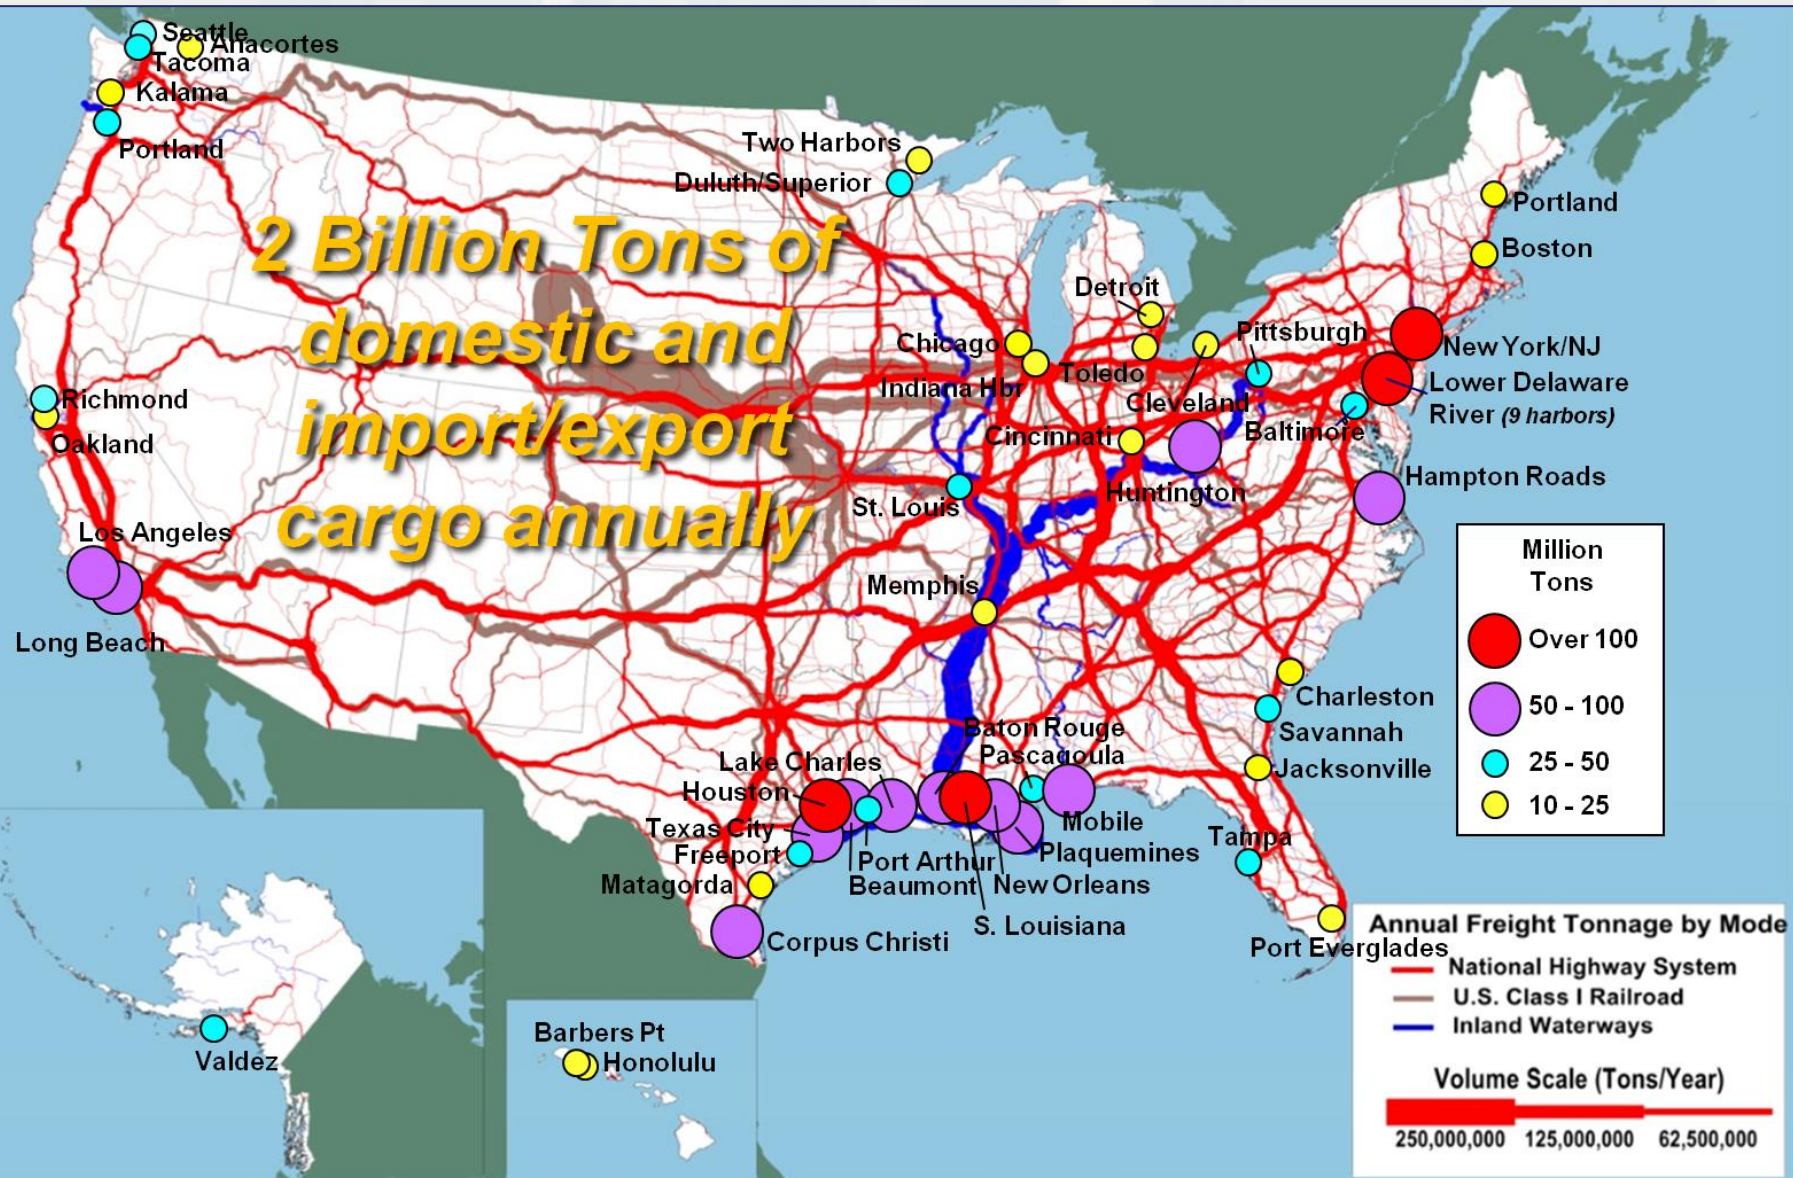 Seattle
Anacortes
Tacoma
Kalama
Portland
Two Harbors
Duluth/Superior
Portland
Boston
2 Billion Tons of
domestic and
import/export
cargo annually
Detroit
Chicago
Pittsburgh
New York/NJ
Indiana Hbr
Toledo
Cleveland
Lower Delaware
River (9 harbors)
Richmond
Oakland
Cincinnati
Baltimore
Hampton Roads
Huntington
St. Louis
Los Angeles
Long Beach
Memphis
Million
Tons
Over 100
50 - 100
25 - 50
10 - 25
Charleston
Savannah
Jacksonville
Baton Rouge
Pascagoula
Lake Charles
Houston
Texas City
Freeport
Matagorda
Corpus Christi
Port Arthur
Beaumont
New Orleans
S. Louisiana
Mobile
Plaquemines
Tampa
Port Everglades
Valdez
Barbers Pt
Honolulu
Annual Freight Tonnage by Mode
National Highway System
U.S. Class I Railroad
Inland Waterways
Volume Scale (Tons/Year)
250,000,000 125,000,000 62,500,000